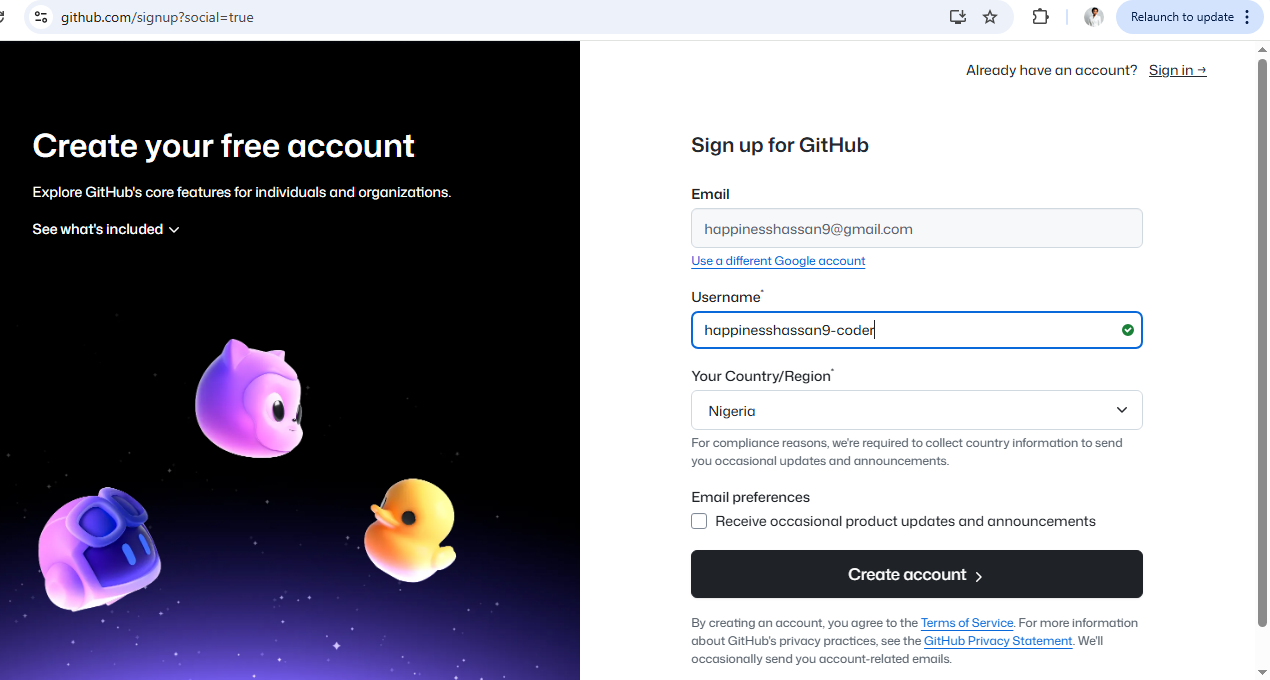 github.com/signup?social=true
Relaunch to update
Already have an account? Sign in →
Create your free account
Explore GitHub's core features for individuals and organizations.
See what's included
Sign up for GitHub
Email
happinesshassan9@gmail.com
Use a different Google account
Username*
happinesshassan9-coder
Your Country/Region*
Nigeria
For compliance reasons, we're required to collect country information to send
you occasional updates and announcements.
Email preferences
Receive occasional product updates and announcements
Create account
By creating an account, you agree to the Terms of Service. For more information
about GitHub's privacy practices, see the GitHub Privacy Statement. We'll
occasionally send you account-related emails.